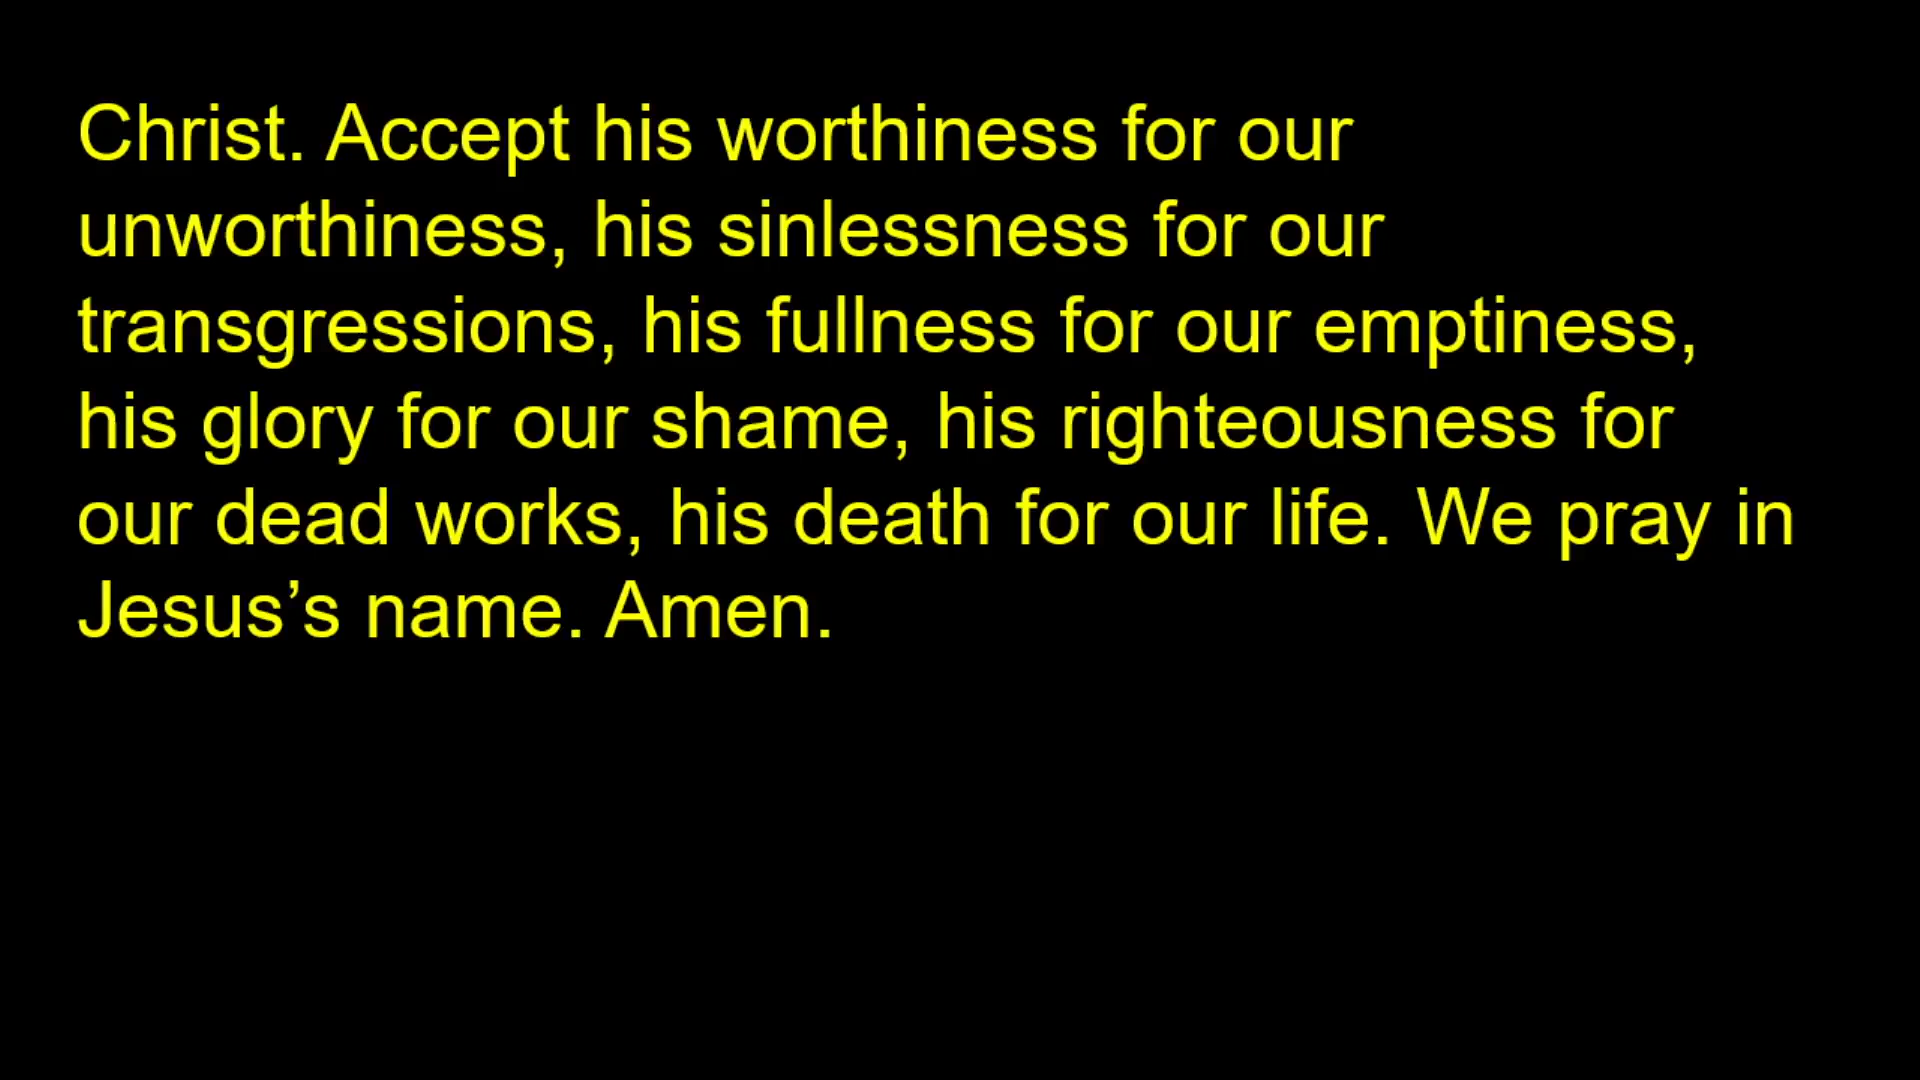 Christ. Accept his worthiness for our
unworthiness, his sinlessness for our
transgressions, his fullness for our emptiness,
his glory for our shame, his righteousness for
our dead works, his death for our life. We pray in
Jesus’s name. Amen.